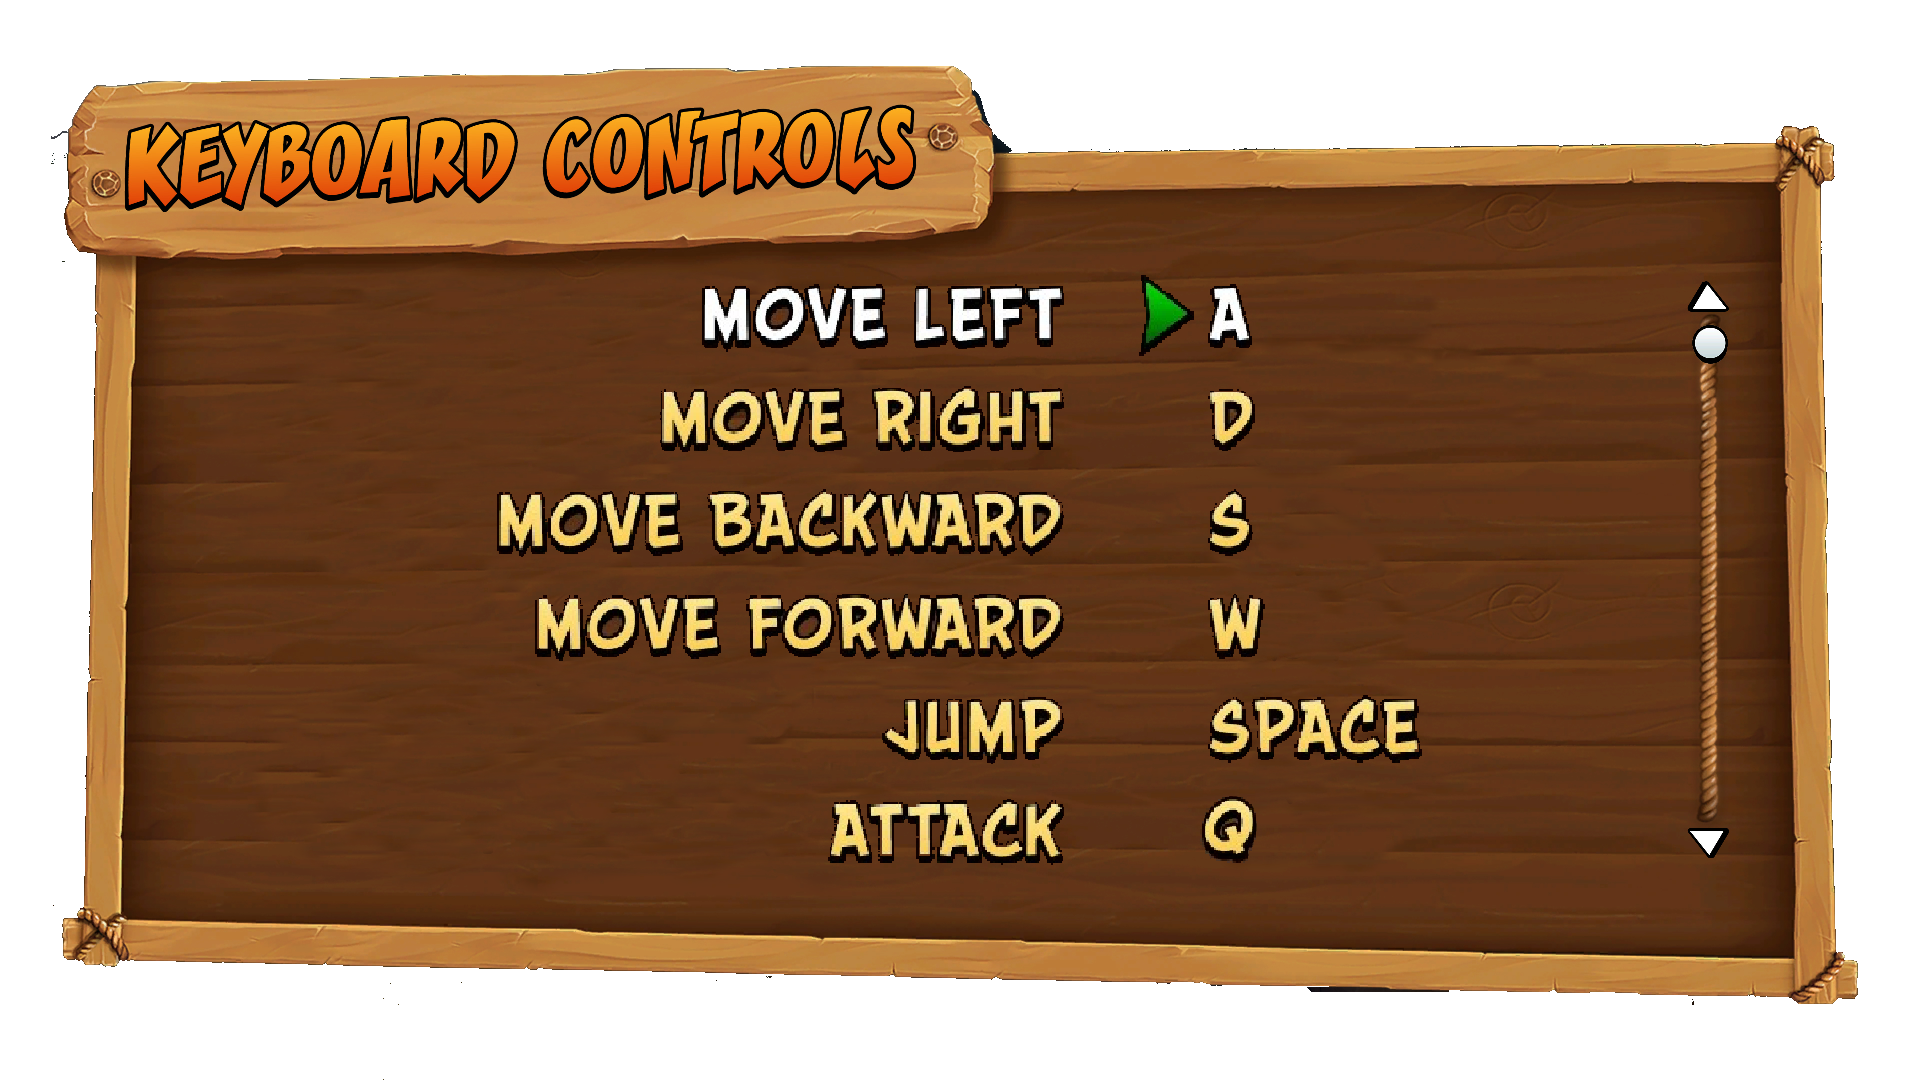 KEYBOARD CONTROLS
MOVE LEFT A
MOVE RIGHT D
MOVE BACKWARD S
MOVE FORWARD W
JUMP SPACE
ATTACK Q